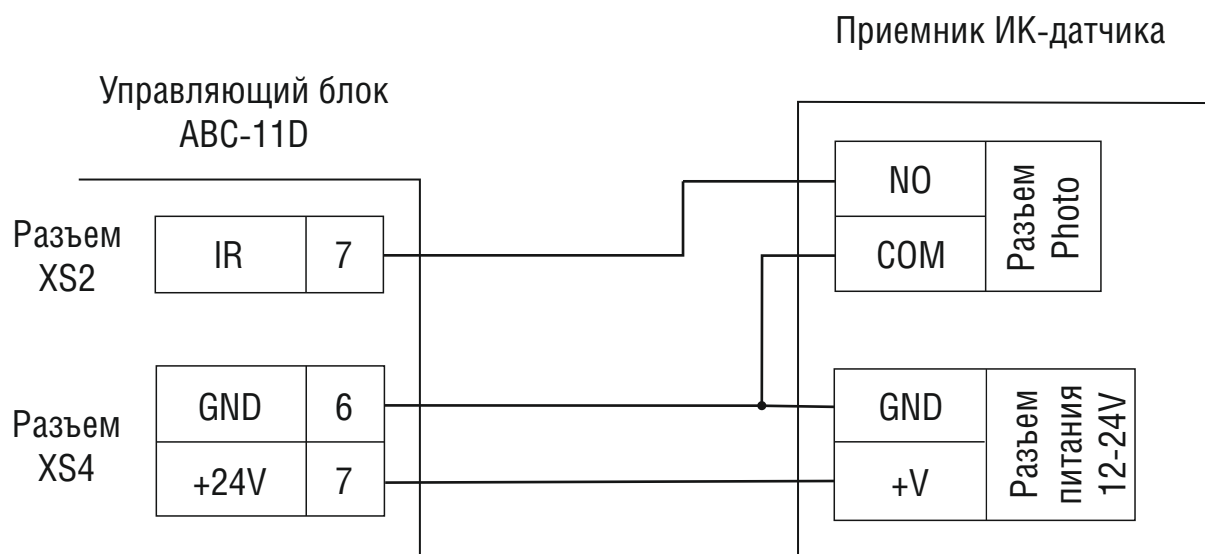 Приемник ИК-датчика
Управляющий блок
ABC-11D
Разъем
XS2
IR
7
NO
COM
Разъем
Photo
Разъем
XS4
GND
6
+24V
7
GND
+V
Разъем
питания
12-24V